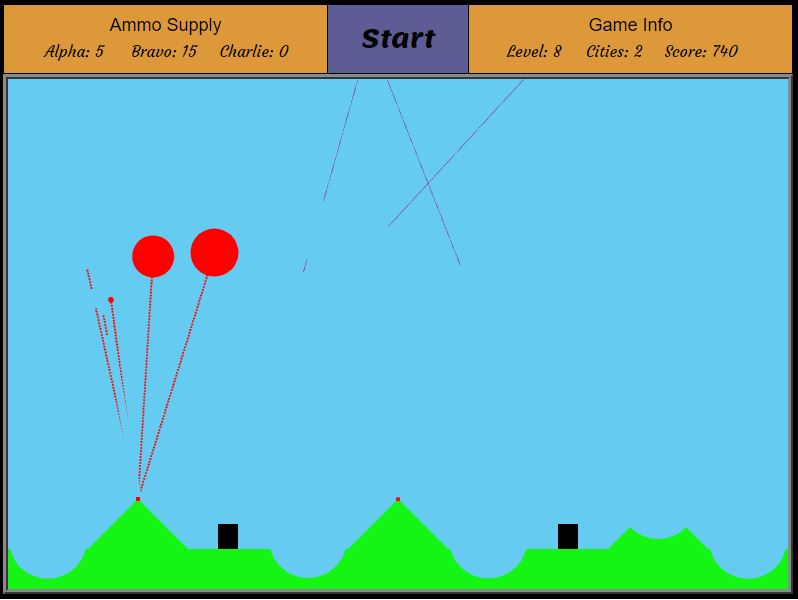 Ammo Supply
Alpha: 5 Bravo: 15 Charlie: 0
Start
Game Info
Level: 8 Cities: 2 Score: 740